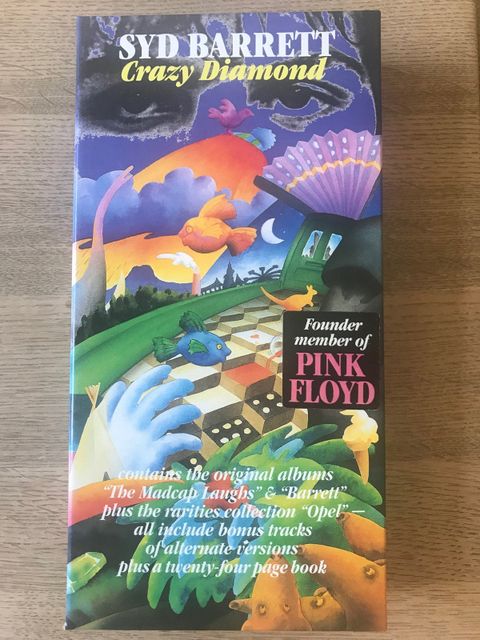 SYD BARRETT
Crazy Diamond
Founder
member of
PINK
FLOYD
contains the original albums
"The Madcap Laughs" & "Barrett"
plus the rarities collection "Opel" —
all include bonus tracks
of alternate versions
plus a twenty-four page book